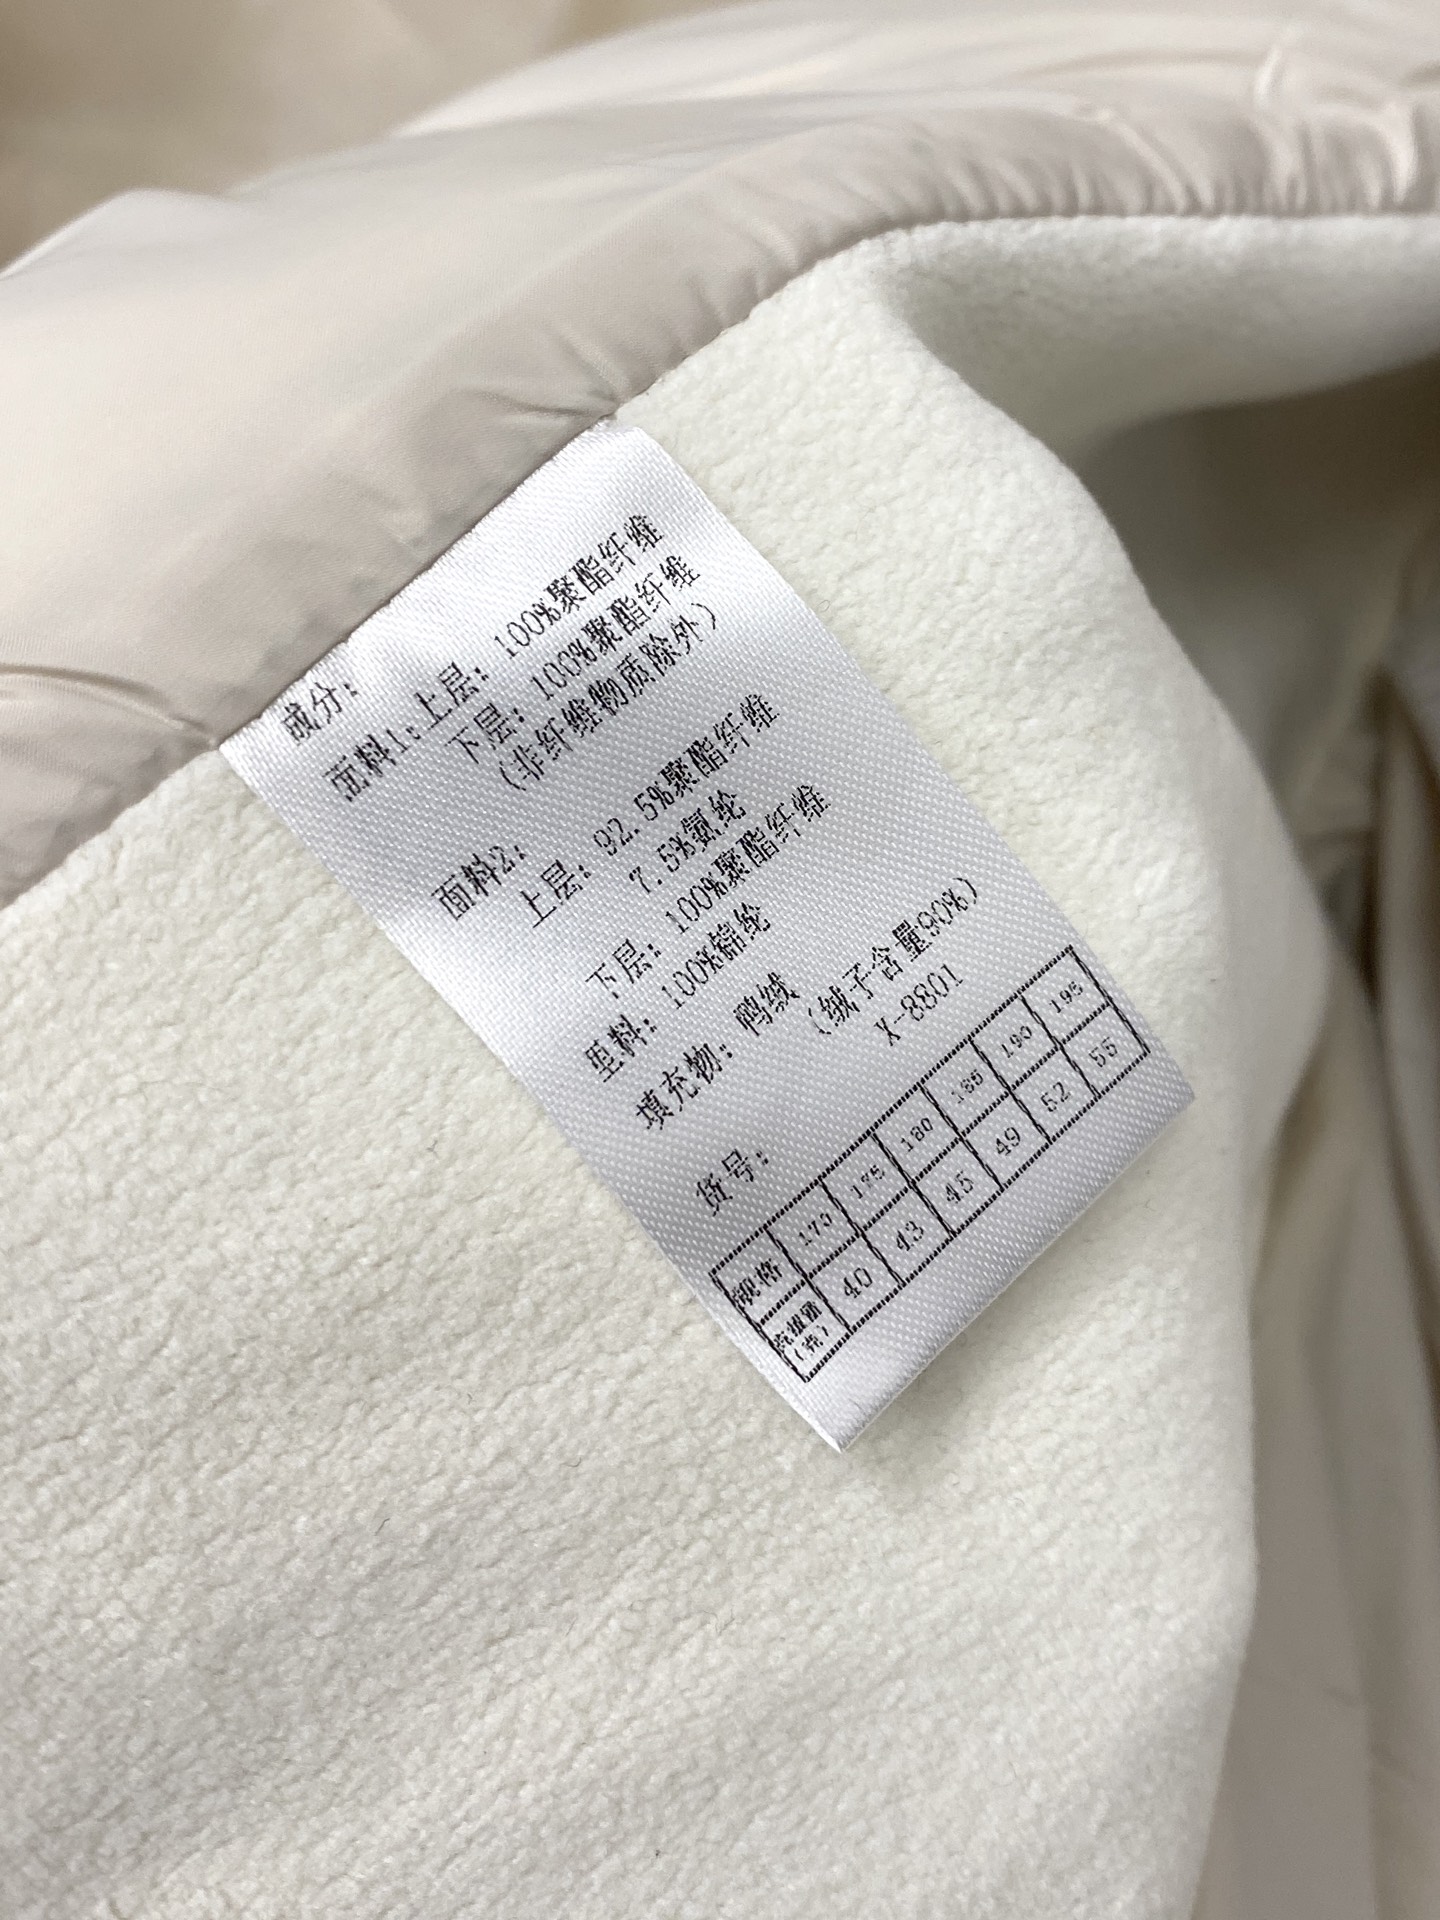 成分:
面料1:上层: 100%聚酯纤维
下层: 100%聚酯纤维
(非纤维物质除外)
面料2:
上层: 92.5%聚酯纤维
7.5%氨纶
下层: 100%聚酯纤维
里料: 100%锦纶
填充物: 鸭绒
(绒子含量90%)
货号: X-8801
规格 170 175 180 185 190 195
充绒量(克) 40 43 45 49 52 55